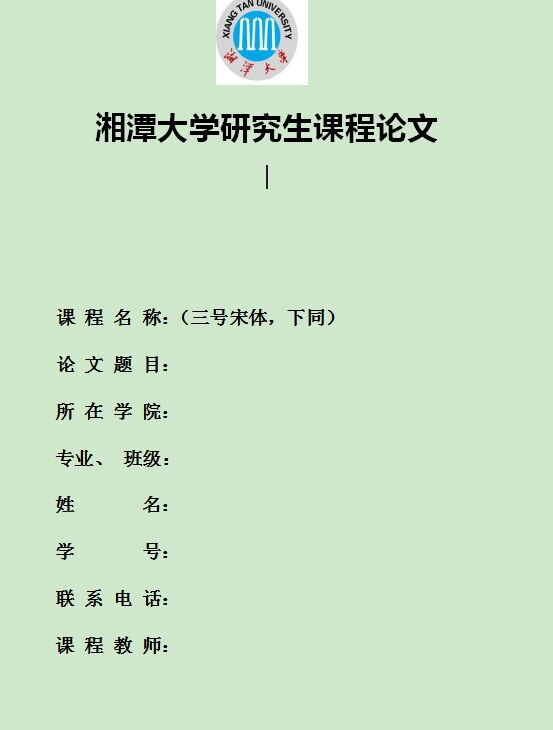 XIANG TAN UNIVERSITY
湘潭大学
湘潭大学研究生课程论文
课 程 名 称：（三号宋体，下同）
论 文 题 目：
所 在 学 院：
专业、 班级：
姓 名：
学 号：
联 系 电 话：
课 程 教 师：